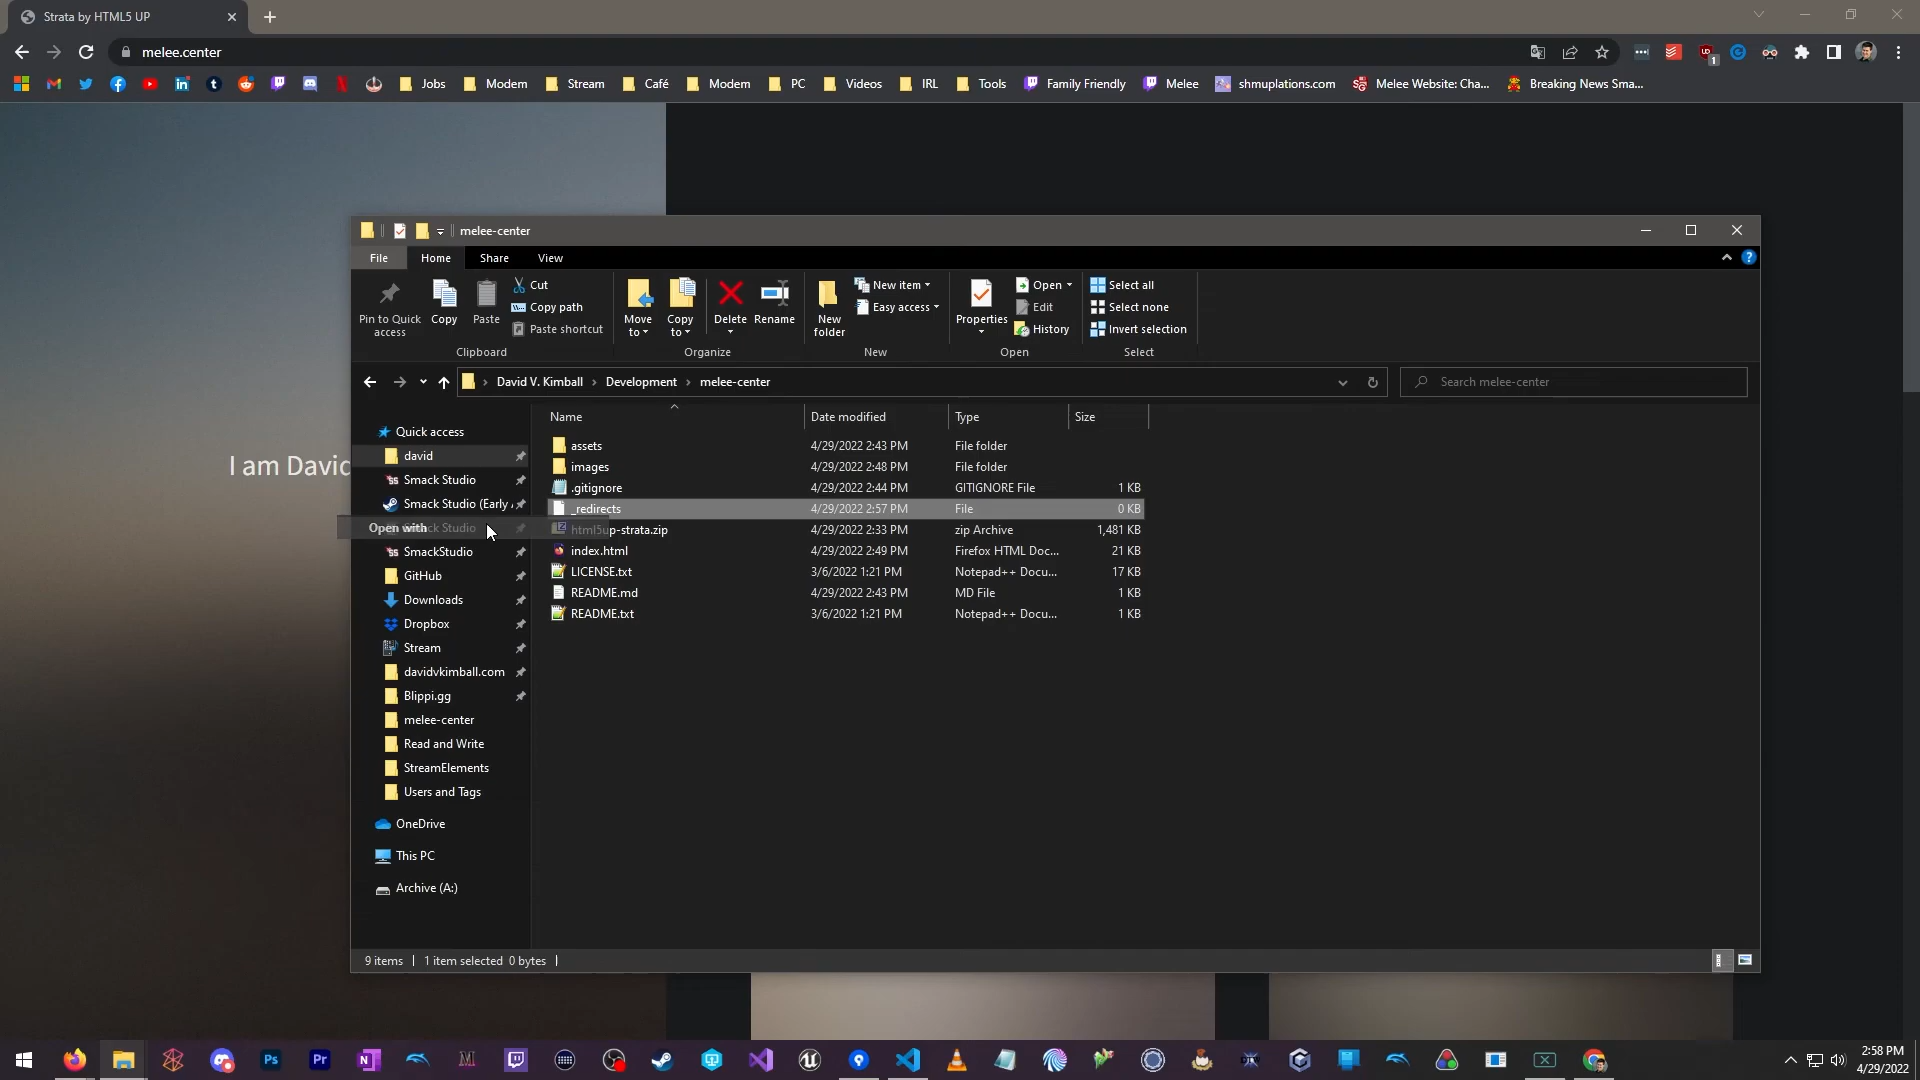 Strata by HTML5 UP
melee.center
1
Jobs Modem Stream Café Modem PC Videos IRL Tools Family Friendly Melee shmuplations.com Melee Website: Cha... Breaking News Sma...
I am David
melee-center
File Home Share View
Pin to Quick access
Copy
Paste
Cut
Copy path
Paste shortcut
Clipboard
Move to
Copy to
Delete
Rename
Organize
New folder
New item
Easy access
New
Properties
Open
Edit
History
Open
Select all
Select none
Invert selection
Select
David V. Kimball Development melee-center
Search melee-center
Name Date modified Type Size
Quick access
david
Smack Studio
Smack Studio (Early
Open with
Smack Studio
SmackStudio
GitHub
Downloads
Dropbox
Stream
davidvkimball.com
Blippi.gg
melee-center
Read and Write
StreamElements
Users and Tags
OneDrive
This PC
Archive (A:)
assets 4/29/2022 2:43 PM File folder
images 4/29/2022 2:48 PM File folder
.gitignore 4/29/2022 2:44 PM GITIGNORE File 1 KB
_redirects 4/29/2022 2:57 PM File 0 KB
html5up-strata.zip 4/29/2022 2:33 PM zip Archive 1,481 KB
index.html 4/29/2022 2:49 PM Firefox HTML Doc... 21 KB
LICENSE.txt 3/6/2022 1:21 PM Notepad++ Docu... 17 KB
README.md 4/29/2022 2:43 PM MD File 1 KB
README.txt 3/6/2022 1:21 PM Notepad++ Docu... 1 KB
9 items 1 item selected 0 bytes
2:58 PM
4/29/2022